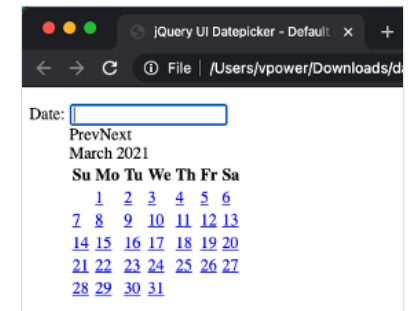 jQuery UI Datepicker - Default
File | /Users/vpower/Downloads/da
Date:
PrevNext
March 2021
Su Mo Tu We Th Fr Sa
1 2 3 4 5 6
7 8 9 10 11 12 13
14 15 16 17 18 19 20
21 22 23 24 25 26 27
28 29 30 31